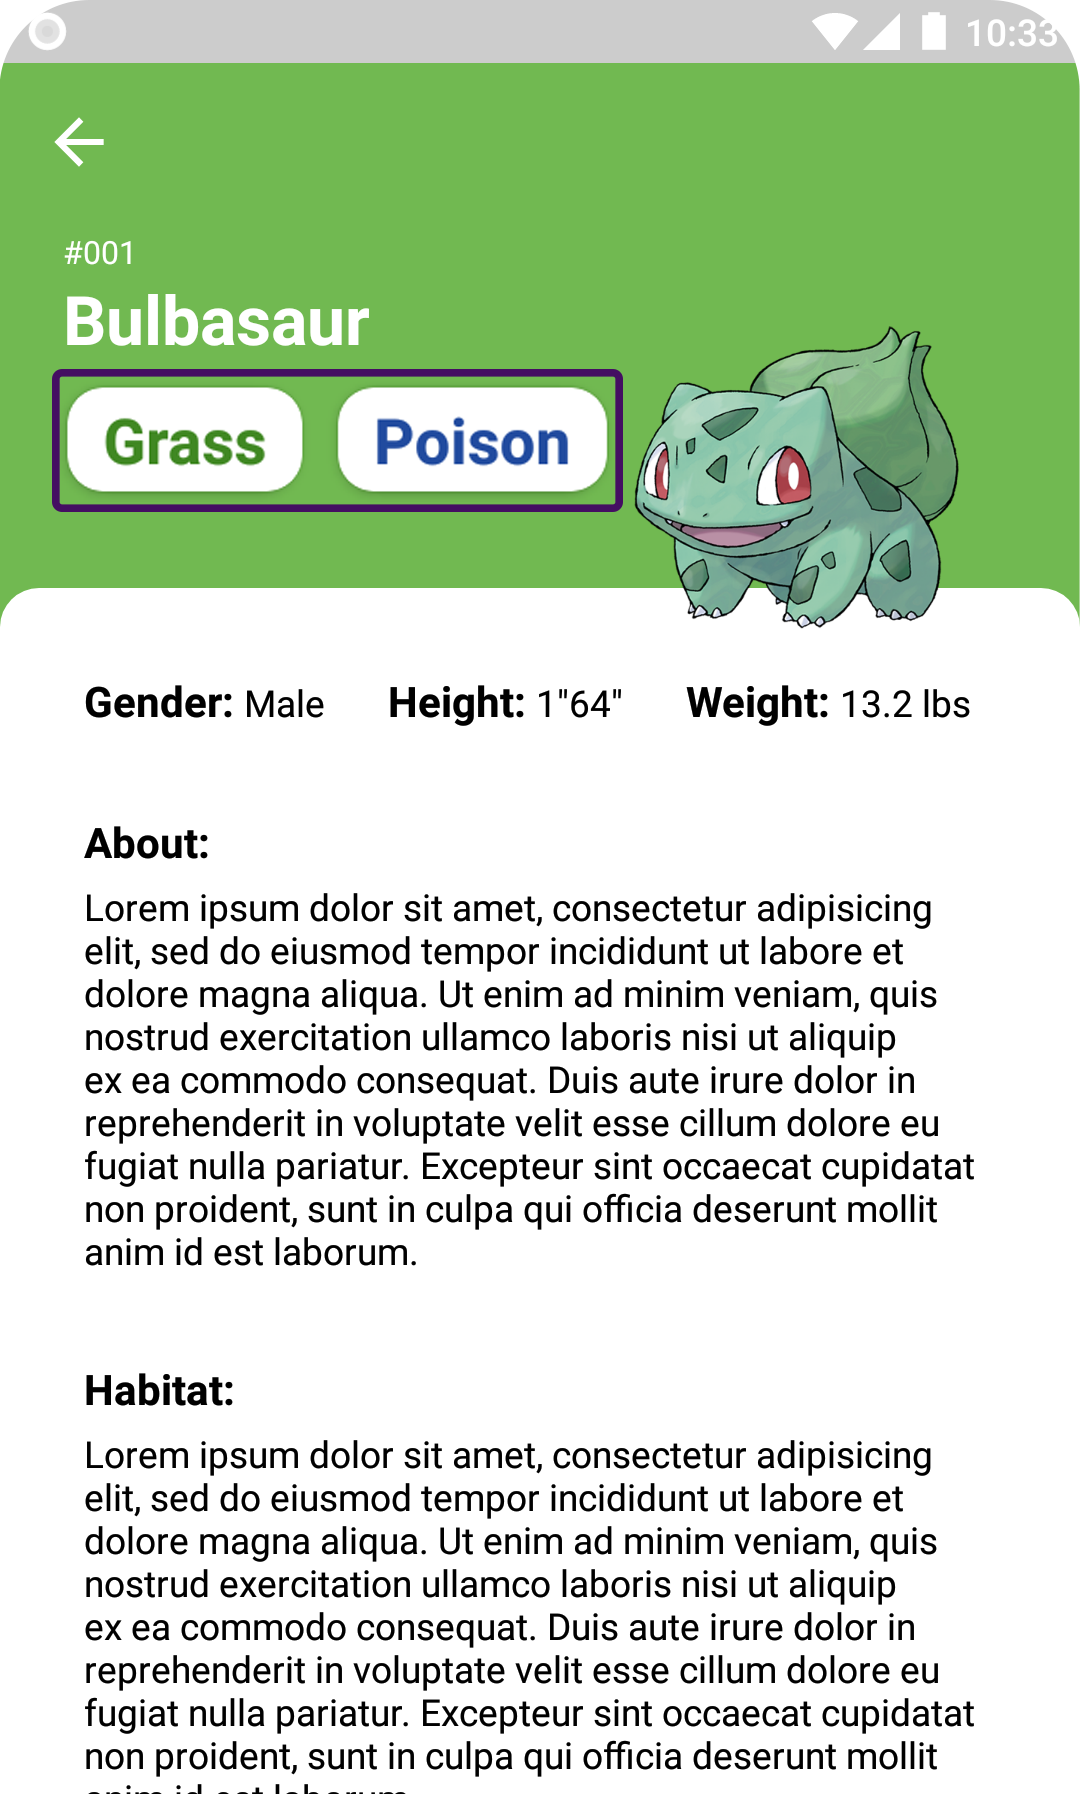 10:33
#001
Bulbasaur
Grass Poison
Gender: Male Height: 1"64" Weight: 13.2 lbs
About:
Lorem ipsum dolor sit amet, consectetur adipisicing
elit, sed do eiusmod tempor incididunt ut labore et
dolore magna aliqua. Ut enim ad minim veniam, quis
nostrud exercitation ullamco laboris nisi ut aliquip
ex ea commodo consequat. Duis aute irure dolor in
reprehenderit in voluptate velit esse cillum dolore eu
fugiat nulla pariatur. Excepteur sint occaecat cupidatat
non proident, sunt in culpa qui officia deserunt mollit
anim id est laborum.
Habitat:
Lorem ipsum dolor sit amet, consectetur adipisicing
elit, sed do eiusmod tempor incididunt ut labore et
dolore magna aliqua. Ut enim ad minim veniam, quis
nostrud exercitation ullamco laboris nisi ut aliquip
ex ea commodo consequat. Duis aute irure dolor in
reprehenderit in voluptate velit esse cillum dolore eu
fugiat nulla pariatur. Excepteur sint occaecat cupidatat
non proident, sunt in culpa qui officia deserunt mollit